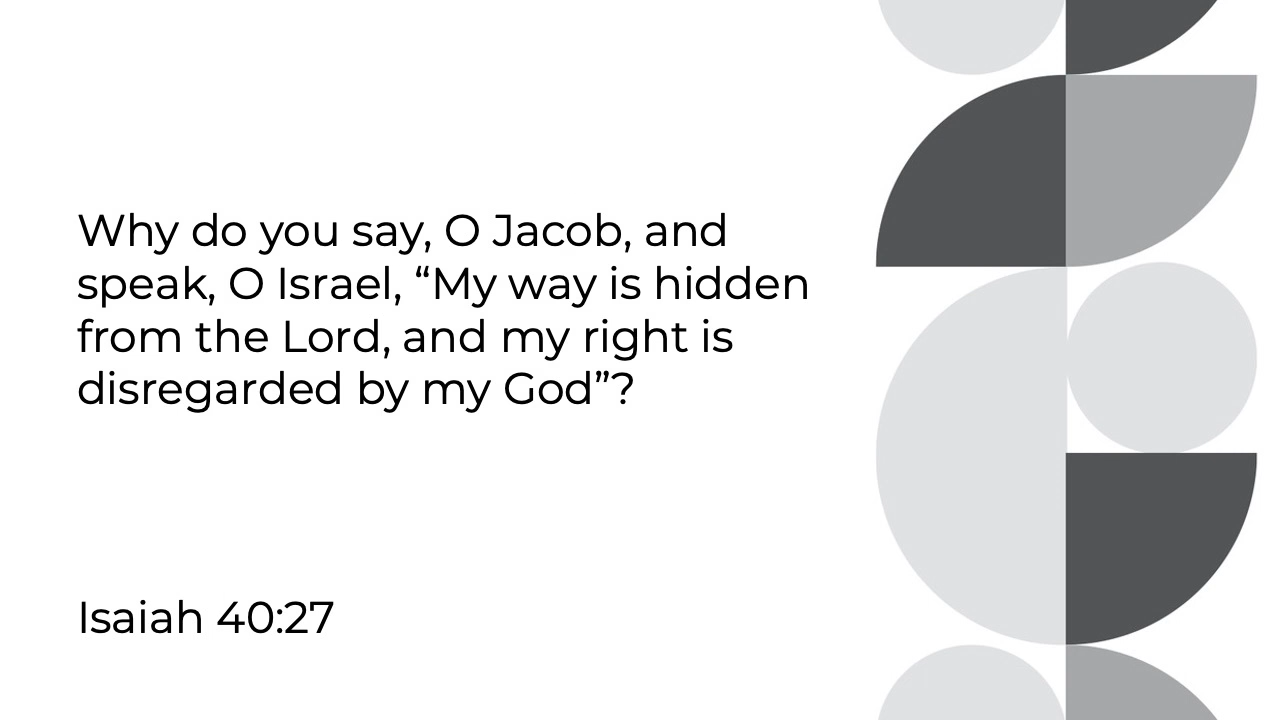 Why do you say, O Jacob, and
speak, O Israel, “My way is hidden
from the Lord, and my right is
disregarded by my God”?
Isaiah 40:27